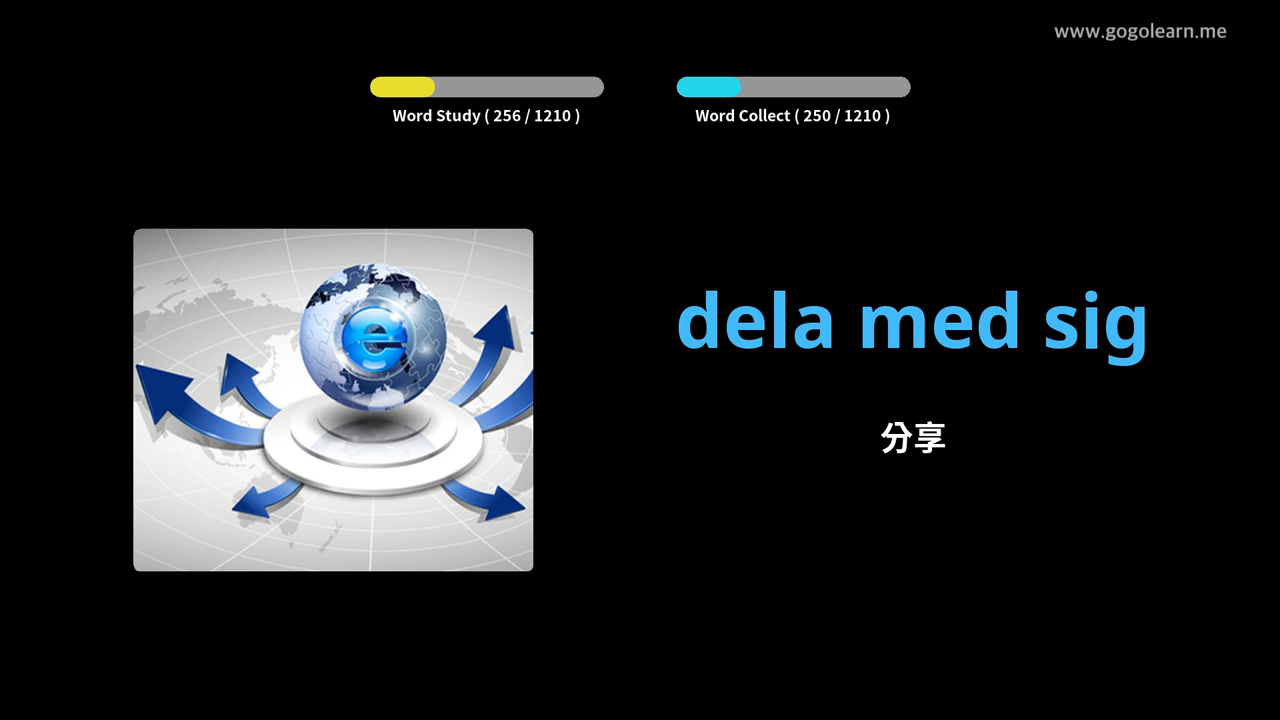 www.gogolearn.me
Word Study ( 256 / 1210 )
Word Collect ( 250 / 1210 )
e
dela med sig
分享